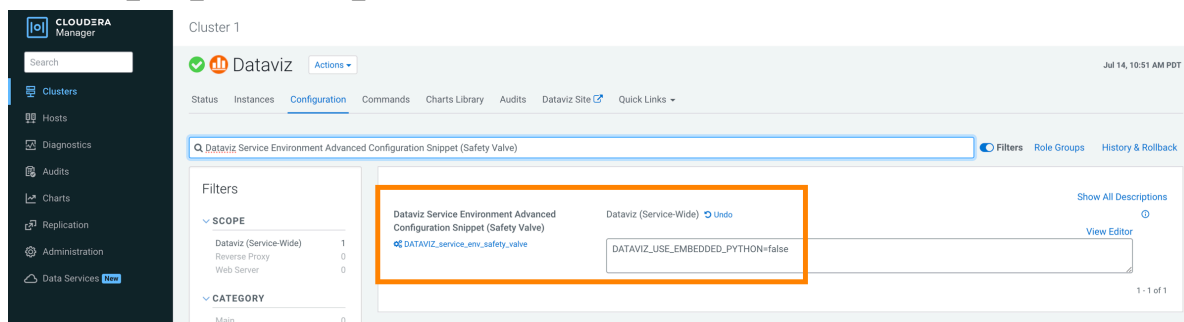 CLOUDERA
Manager
Cluster 1
Search
Dataviz
Actions
Jul 14, 10:51 AM PDT
Clusters
Status Instances Configuration Commands Charts Library Audits Dataviz Site Quick Links
Hosts
Diagnostics
Dataviz Service Environment Advanced Configuration Snippet (Safety Valve)
Filters Role Groups History & Rollback
Audits
Charts
Replication
Administration
Data Services New
Filters
SCOPE
Dataviz (Service-Wide) 1
Reverse Proxy 0
Web Server 0
CATEGORY
Main 0
Show All Descriptions
Dataviz Service Environment Advanced
Configuration Snippet (Safety Valve)
DATAVIZ_service_env_safety_valve
Dataviz (Service-Wide) Undo
View Editor
DATAVIZ_USE_EMBEDDED_PYTHON=false
1 - 1 of 1